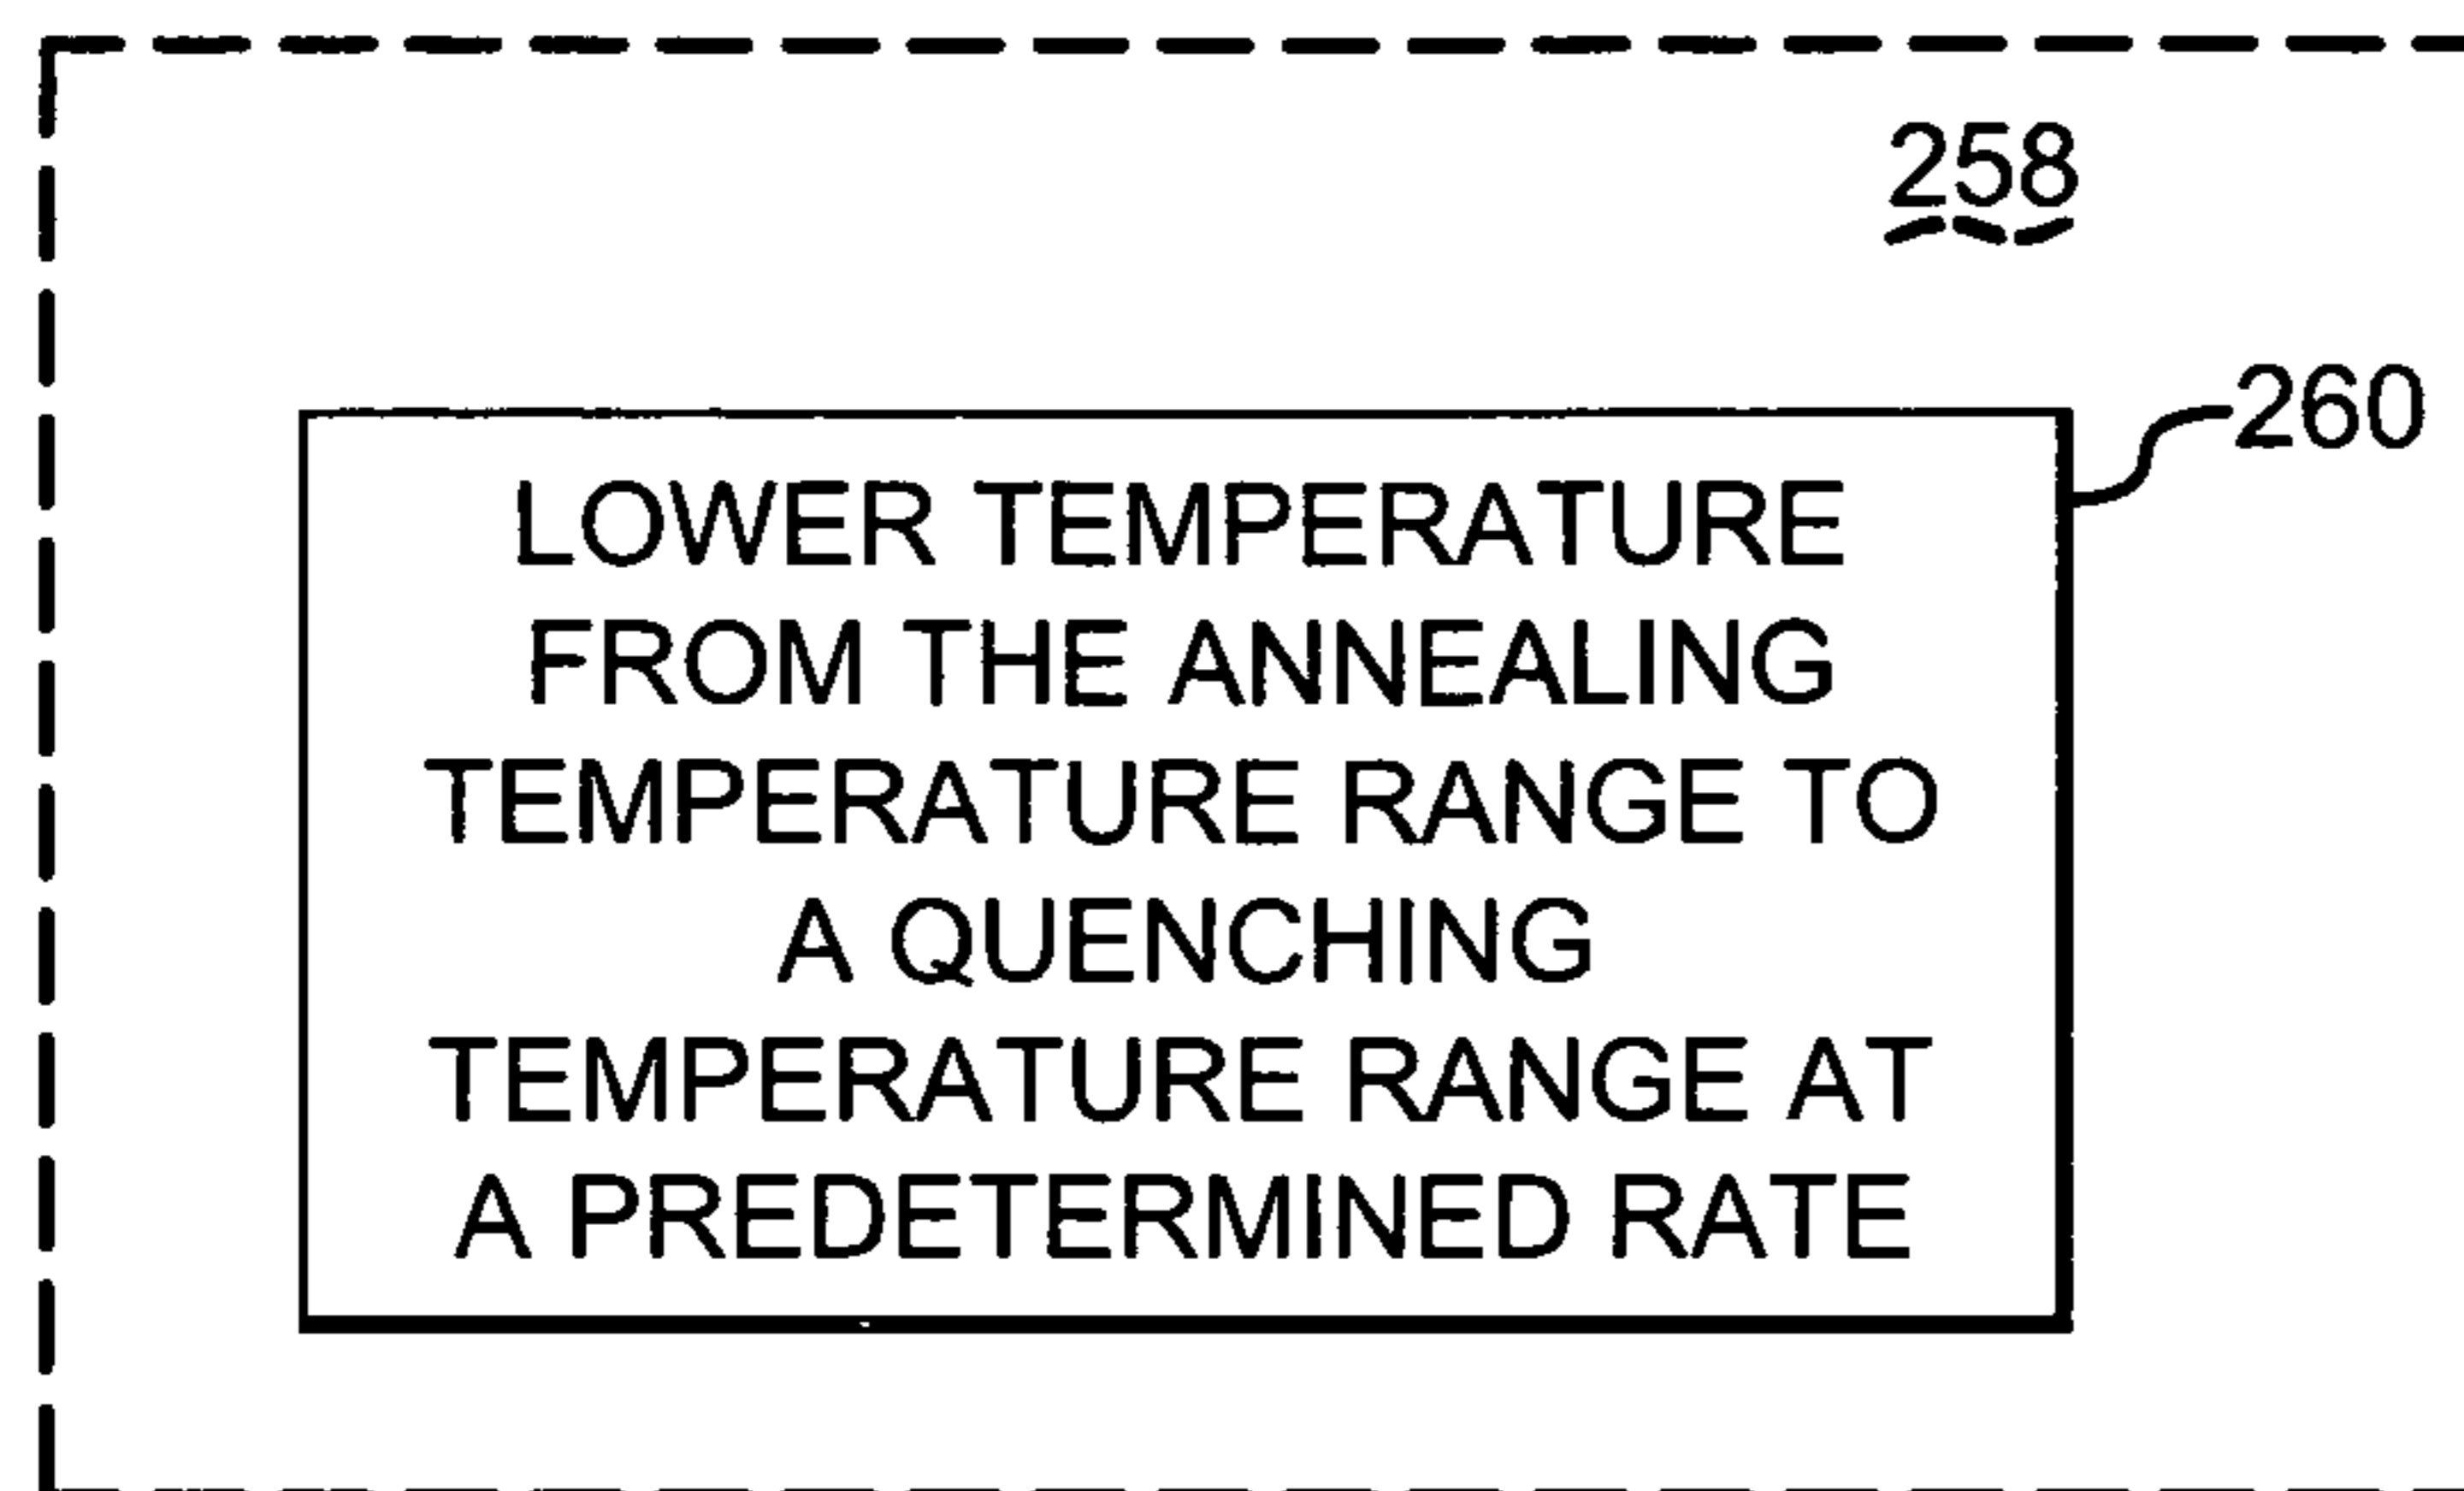 258
260
LOWER TEMPERATURE
FROM THE ANNEALING
TEMPERATURE RANGE TO
A QUENCHING
TEMPERATURE RANGE AT
A PREDETERMINED RATE